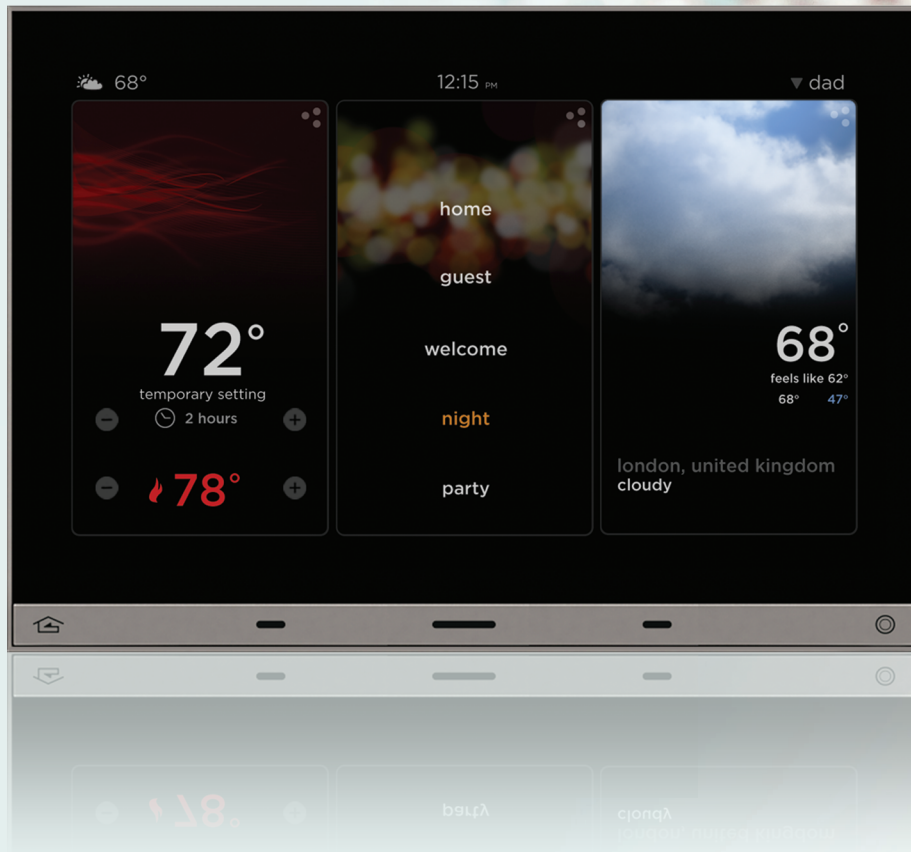 68°
12:15 PM
dad
72°
temporary setting
2 hours
78°
home
guest
welcome
night
party
68°
feels like 62°
68° 47°
london, united kingdom
cloudy